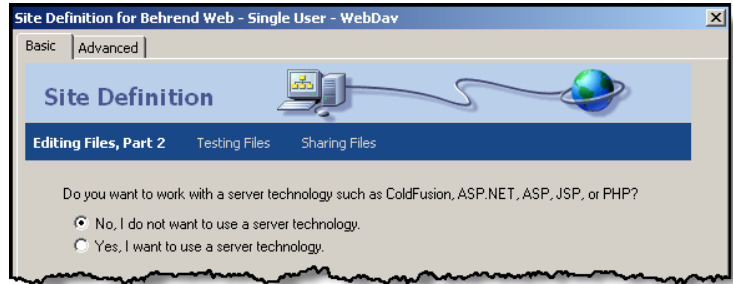 Site Definition for Behrend Web - Single User - WebDav
Basic Advanced
Site Definition
Editing Files, Part 2 Testing Files Sharing Files
Do you want to work with a server technology such as ColdFusion, ASP.NET, ASP, JSP, or PHP?
No, I do not want to use a server technology.
Yes, I want to use a server technology.